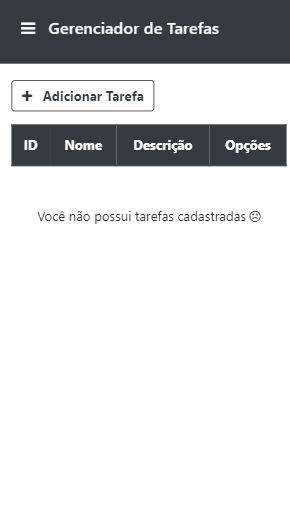 Gerenciador de Tarefas
Adicionar Tarefa
ID Nome Descrição Opções
Você não possui tarefas cadastradas ☹